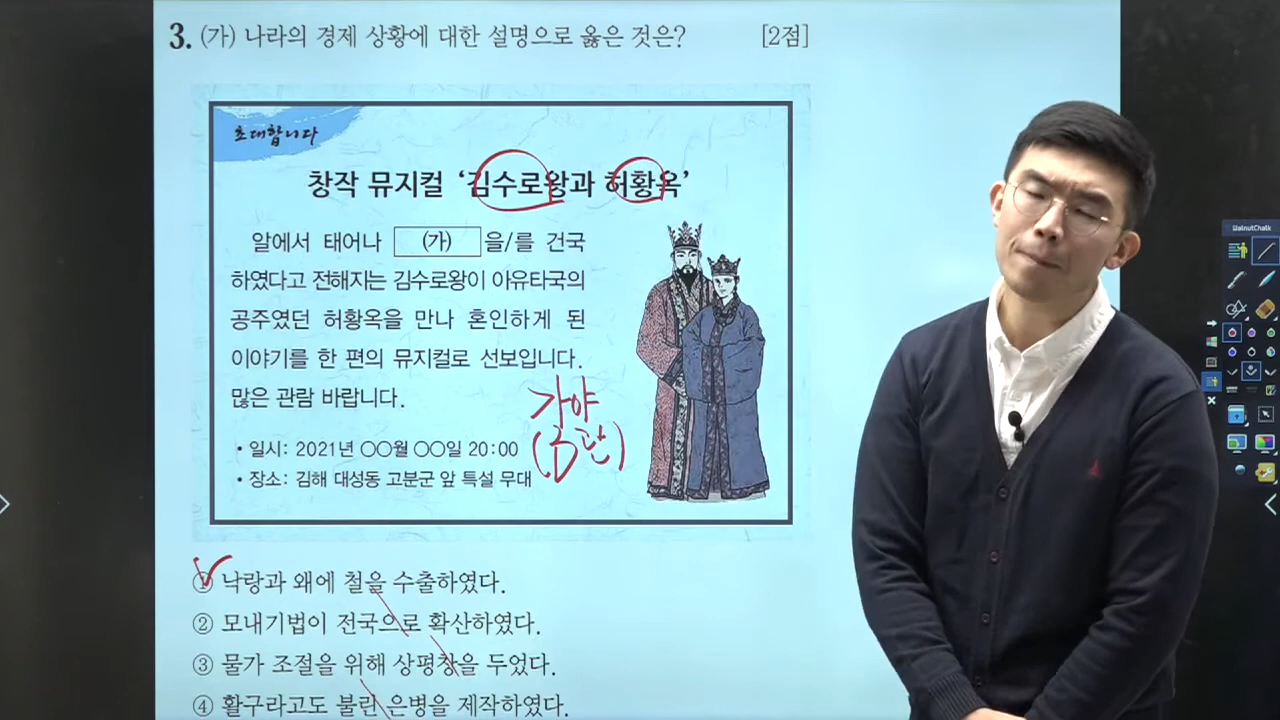 3. (가) 나라의 경제 상황에 대한 설명으로 옳은 것은? [2점]
초대합니다
창작 뮤지컬 '김수로왕과 허황옥'
알에서 태어나 (가) 을/를 건국
하였다고 전해지는 김수로왕이 아유타국의
공주였던 허황옥을 만나 혼인하게 된
이야기를 한 편의 뮤지컬로 선보입니다.
많은 관람 바랍니다.
가야
• 일시: 2021년 ○○월 ○○일 20:00
• 장소: 김해 대성동 고분군 앞 특설 무대
① 낙랑과 왜에 철을 수출하였다.
② 모내기법이 전국으로 확산하였다.
③ 물가 조절을 위해 상평창을 두었다.
④ 활구라고도 불린 은병을 제작하였다.
WalnutChalk